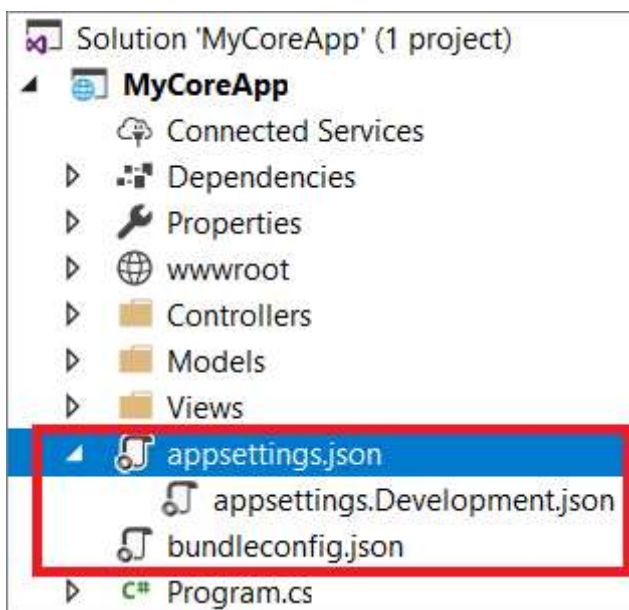 Solution 'MyCoreApp' (1 project)
MyCoreApp
Connected Services
Dependencies
Properties
wwwroot
Controllers
Models
Views
appsettings.json
appsettings.Development.json
bundleconfig.json
C# Program.cs